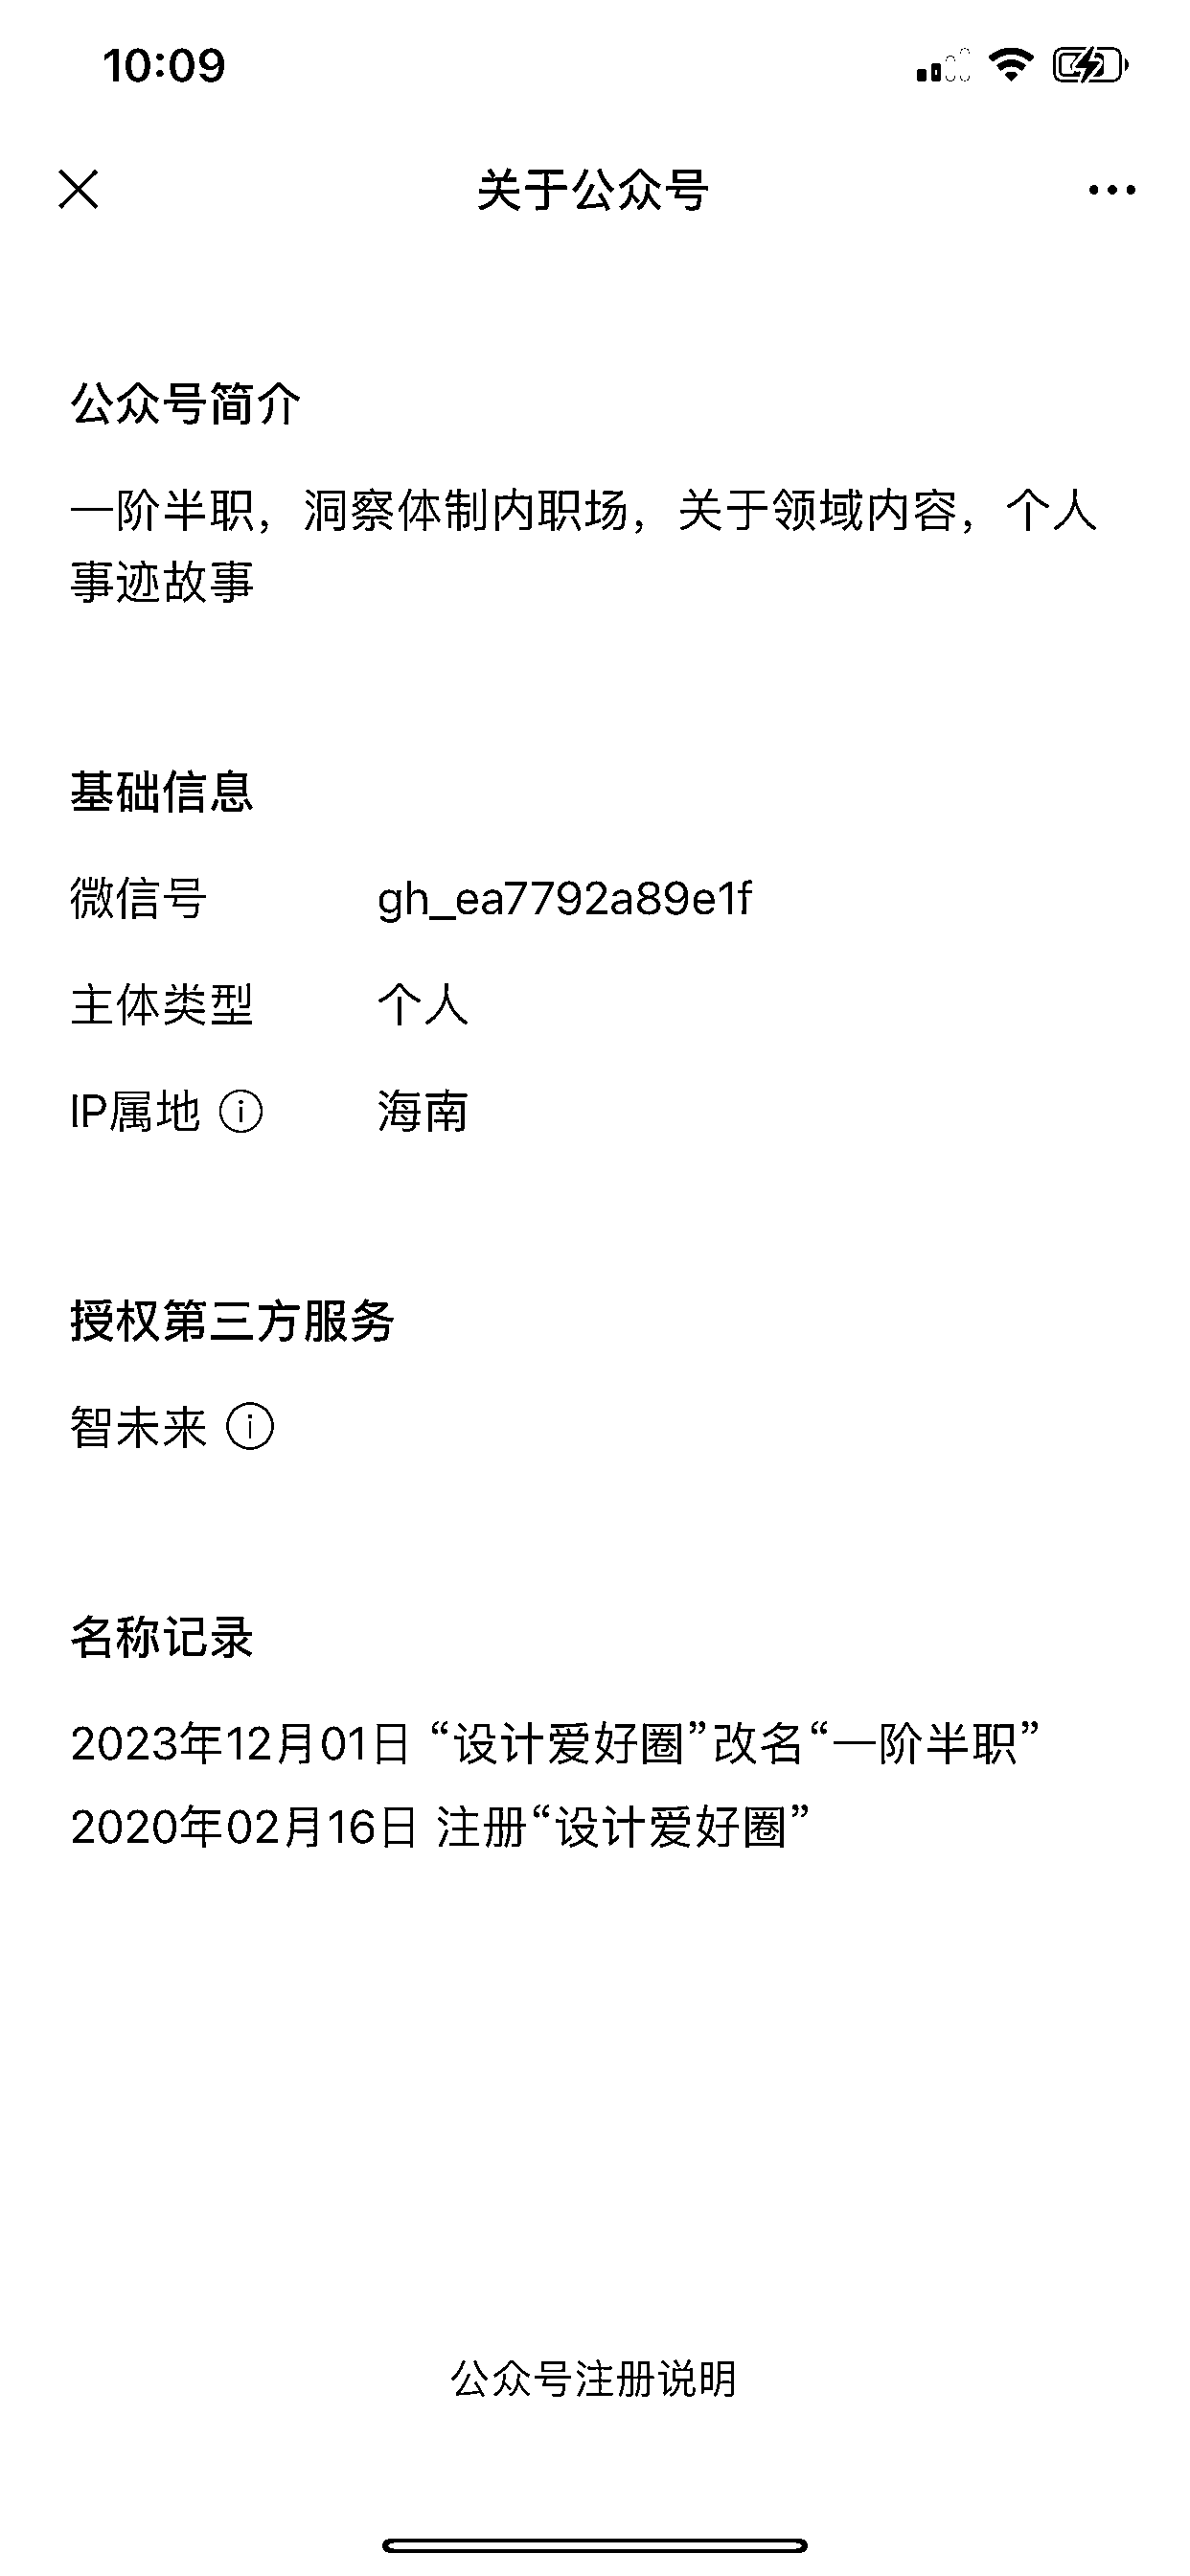 10:09
关于公众号
公众号简介
一阶半职，洞察体制内职场，关于领域内容，个人
事迹故事
基础信息
微信号 gh_ea7792a89e1f
主体类型 个人
IP属地 海南
授权第三方服务
智未来
名称记录
2023年12月01日 “设计爱好圈”改名“一阶半职”
2020年02月16日 注册“设计爱好圈”
公众号注册说明